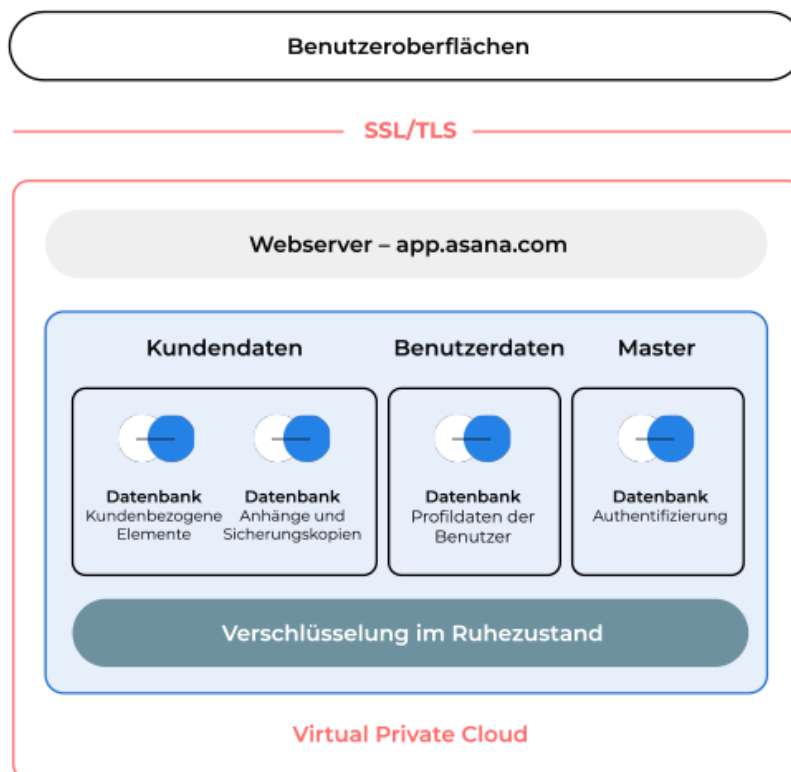 Benutzeroberflächen
SSL/TLS
Webserver – app.asana.com
Kundendaten
Benutzerdaten
Master
Datenbank
Kundenbezogene
Elemente
Datenbank
Anhänge und
Sicherungskopien
Datenbank
Profildaten der
Benutzer
Datenbank
Authentifizierung
Verschlüsselung im Ruhezustand
Virtual Private Cloud